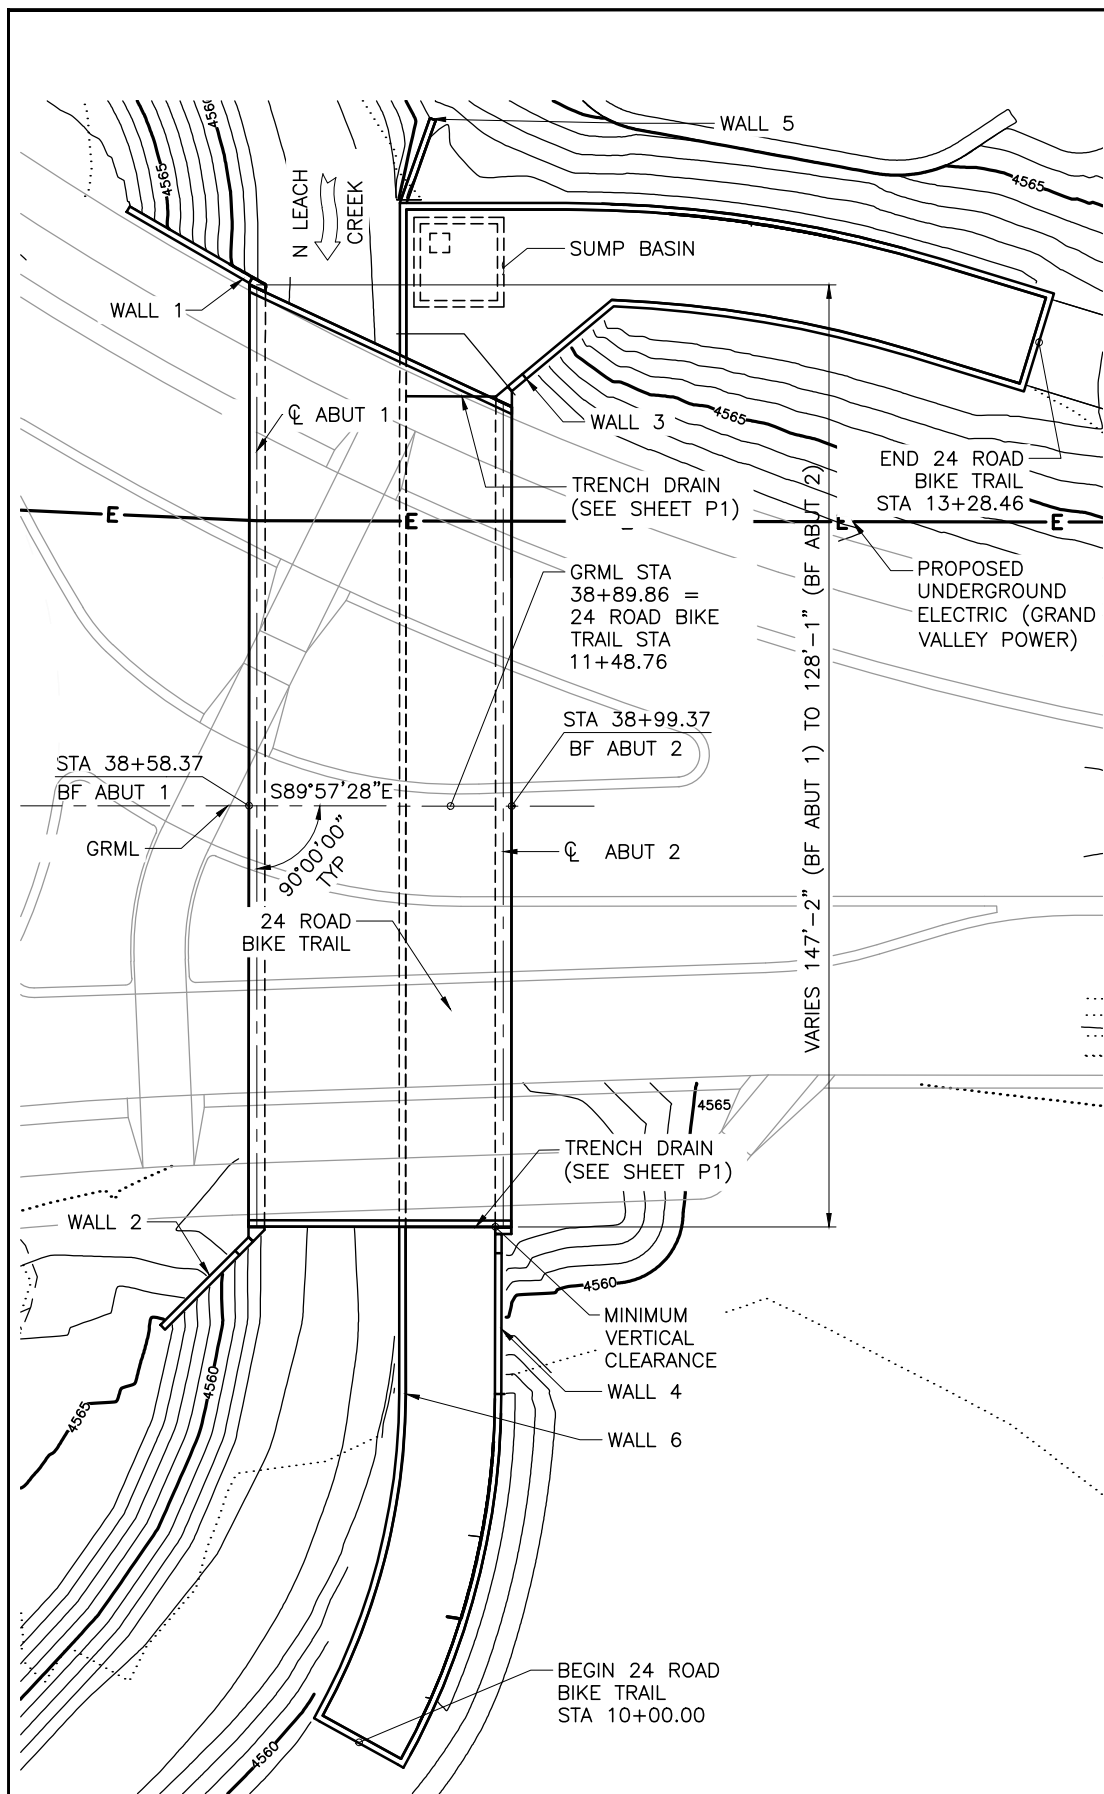 4560
4565
WALL 5
N LEACH
CREEK
4565
SUMP BASIN
WALL 1
℄ ABUT 1
WALL 3
4565
END 24 ROAD
BIKE TRAIL
STA 13+28.46
TRENCH DRAIN
(SEE SHEET P1)
E
E
E
E
GRML STA
38+89.86 =
24 ROAD BIKE
TRAIL STA
11+48.76
PROPOSED
UNDERGROUND
ELECTRIC (GRAND
VALLEY POWER)
VARIES 147'-2" (BF ABUT 1) TO 128'-1" (BF ABUT 2)
STA 38+99.37
BF ABUT 2
STA 38+58.37
BF ABUT 1
S89°57'28"E
GRML
90°00'00"
TYP
℄ ABUT 2
24 ROAD
BIKE TRAIL
4565
TRENCH DRAIN
(SEE SHEET P1)
WALL 2
4560
MINIMUM
VERTICAL
CLEARANCE
4560
WALL 4
4565
WALL 6
BEGIN 24 ROAD
BIKE TRAIL
STA 10+00.00
4560